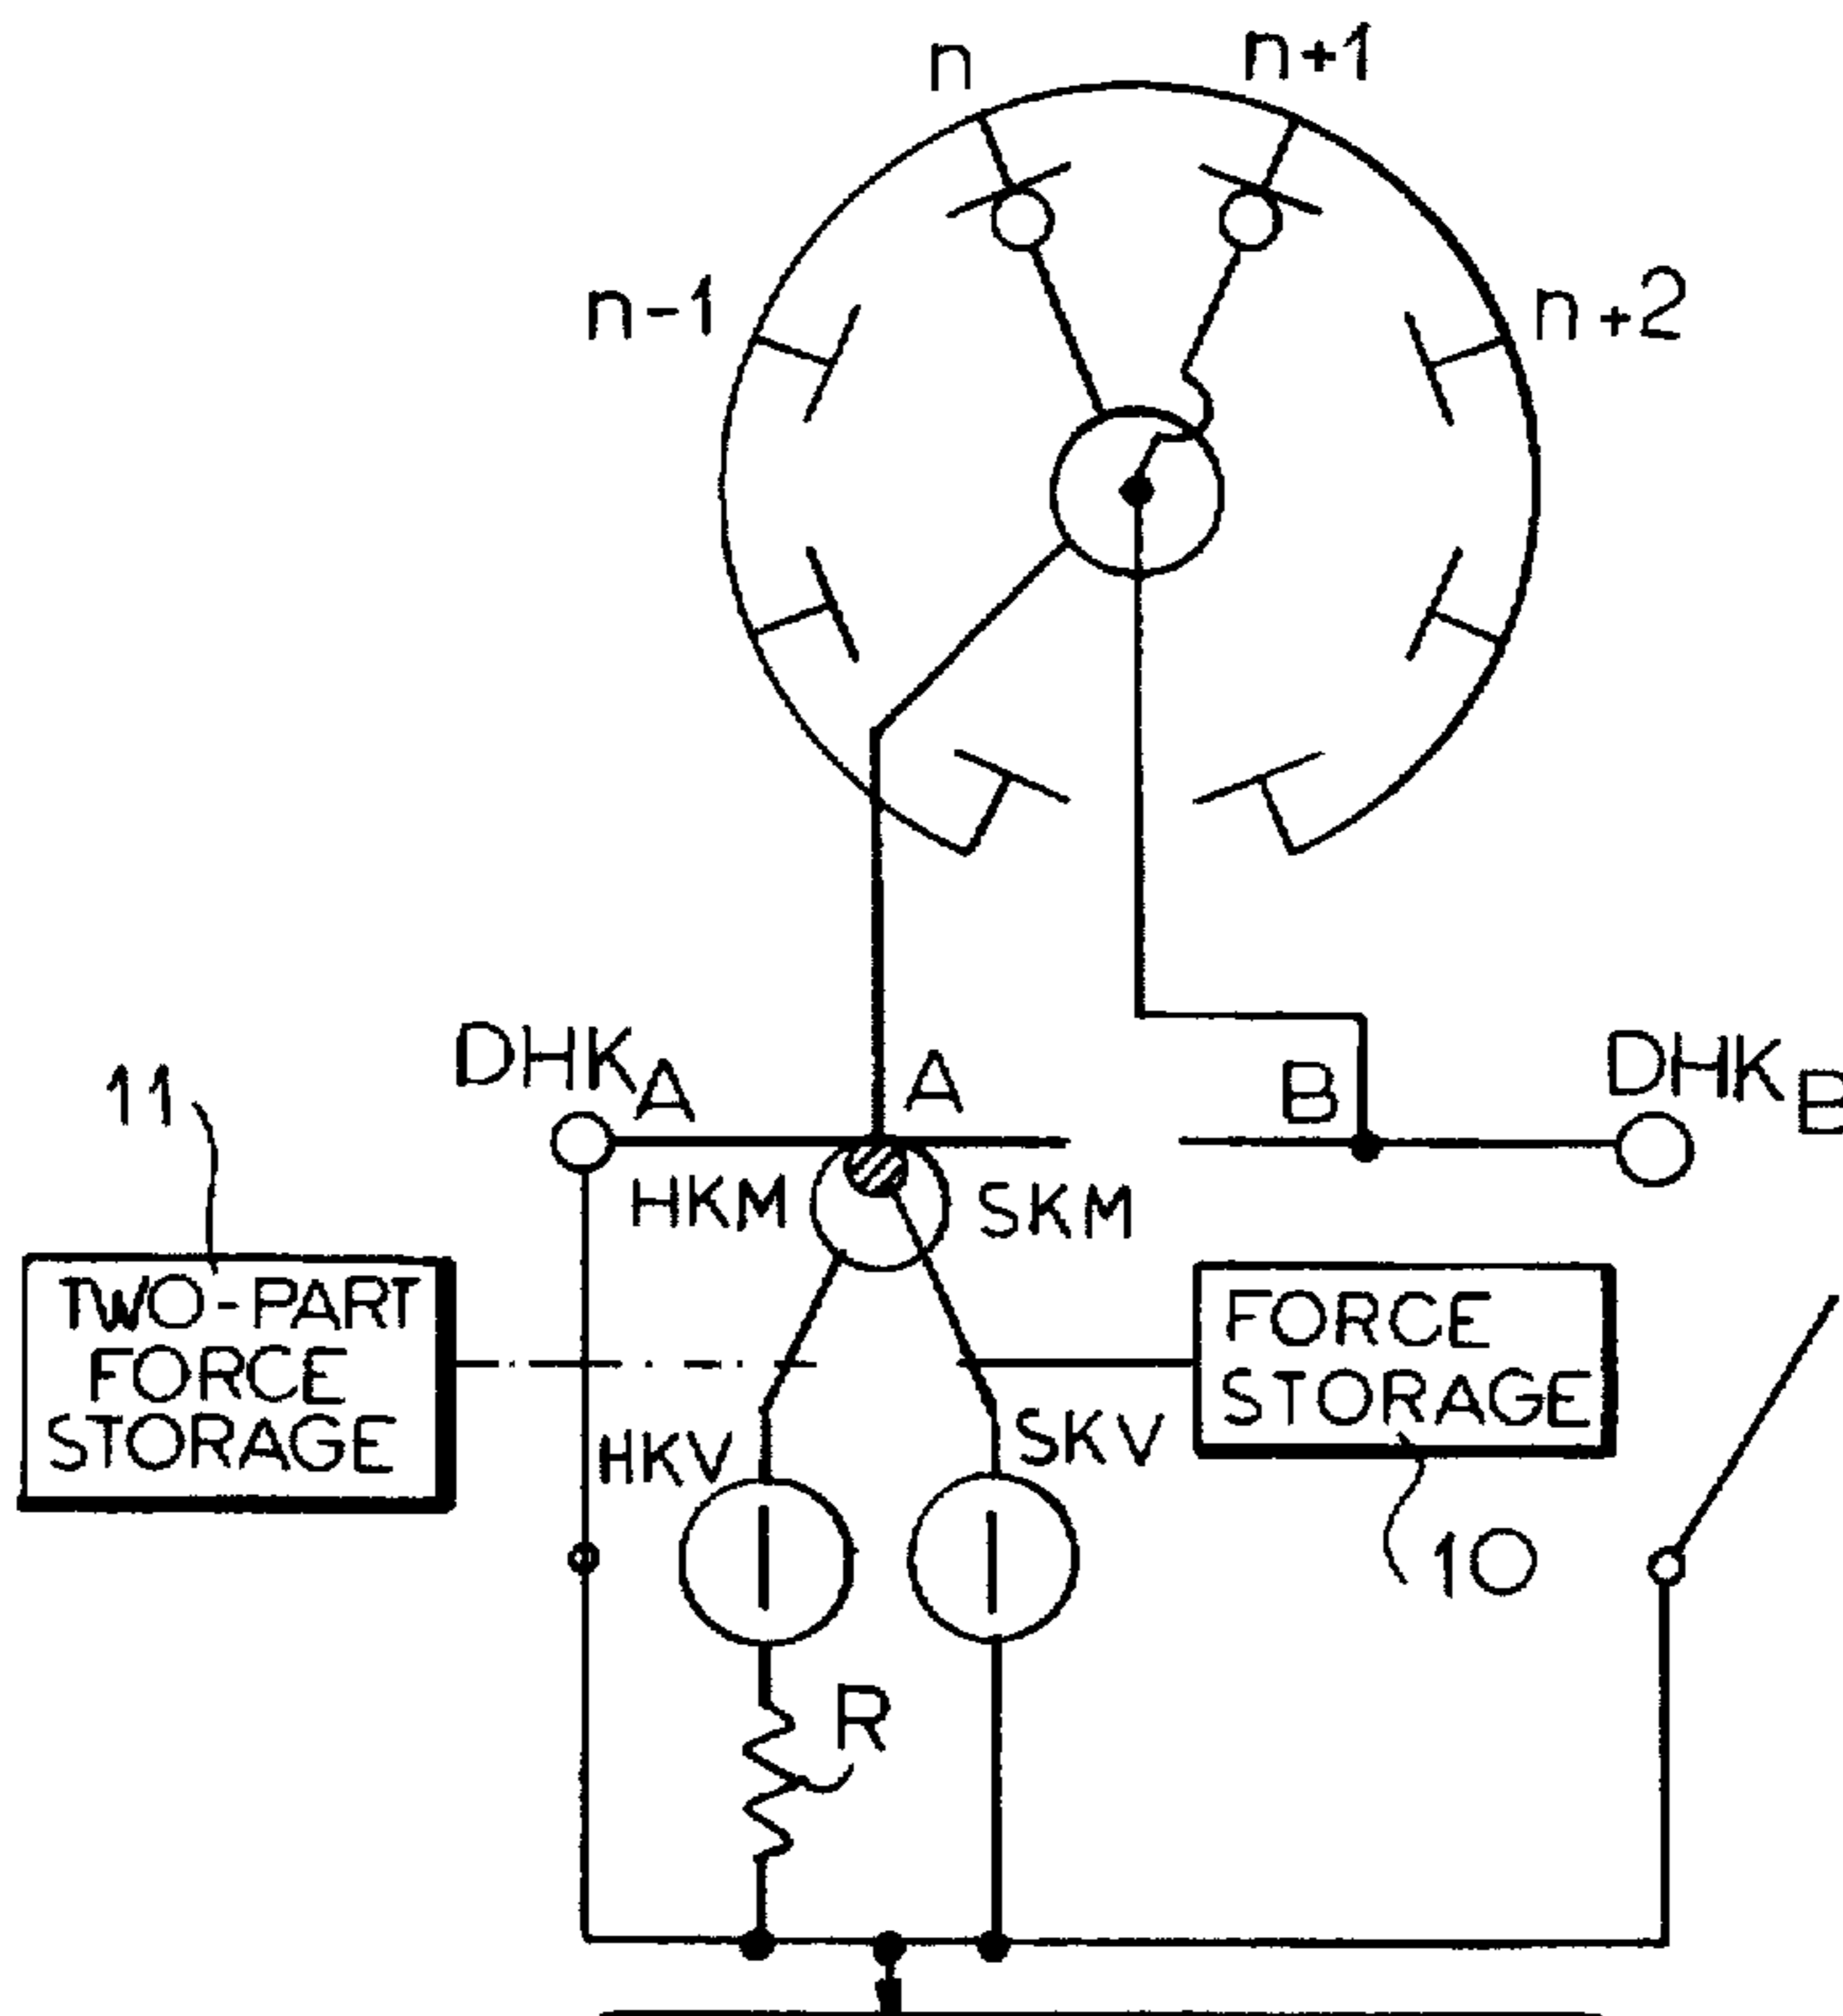 n
n+1
n-1
n+2
DHKA
A
B
DHKB
11
HKM
SKM
TWO-PART
FORCE
STORAGE
FORCE
STORAGE
HKV
SKV
10
R